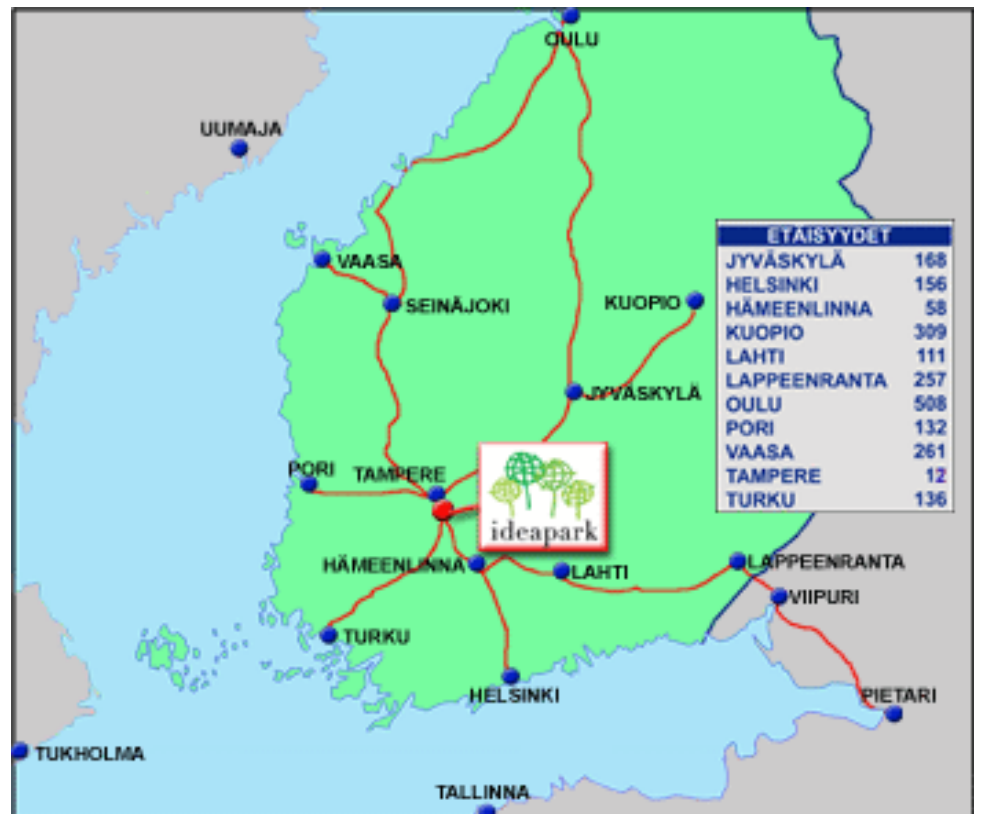 OULU
UUMAJA
VAASA
SEINÄJOKI
KUOPIO
ETÄISYYDET
JYVÄSKYLÄ 168
HELSINKI 156
HÄMEENLINNA 58
KUOPIO 309
LAHTI 111
LAPPEENRANTA 257
OULU 508
PORI 132
VAASA 261
TAMPERE 12
TURKU 136
JYVÄSKYLÄ
PORI
TAMPERE
ideapark
HÄMEENLINNA
LAHTI
LAPPEENRANTA
VIIPURI
TURKU
HELSINKI
PIETARI
TUKHOLMA
TALLINNA